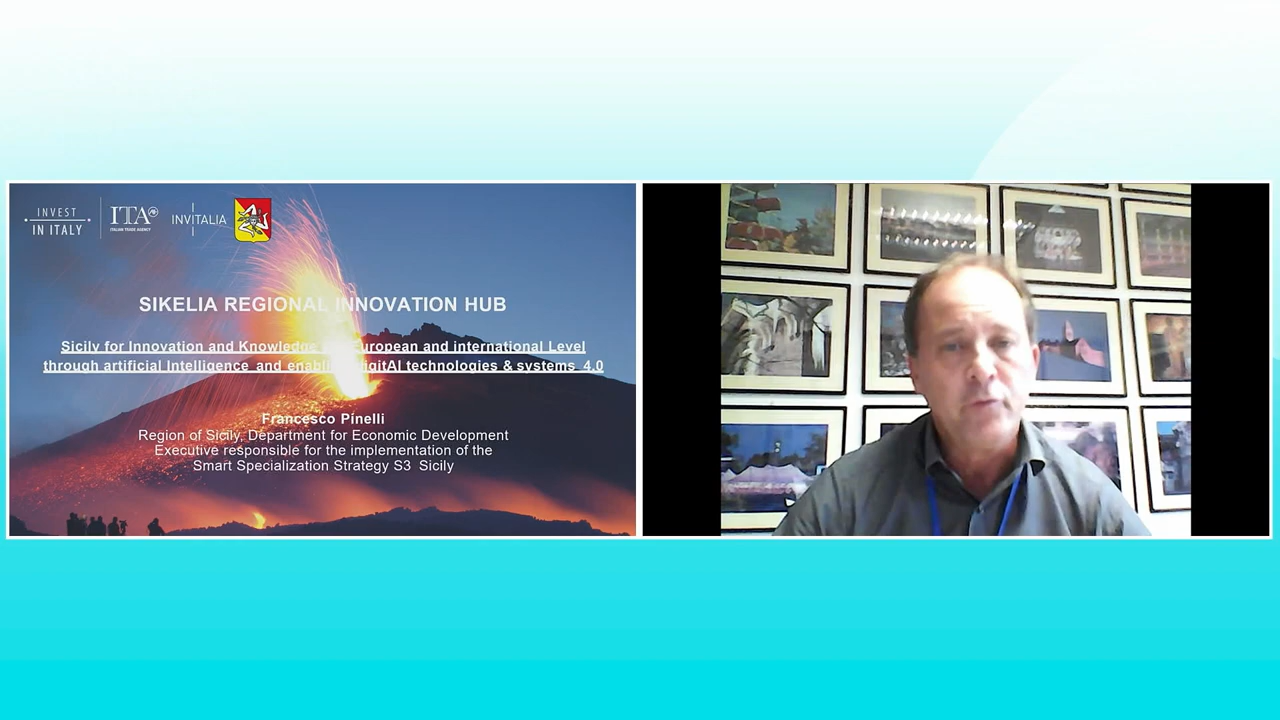 INVEST
IN ITALY
ITA
ITALIAN TRADE AGENCY
INVITALIA
SIKELIA REGIONAL INNOVATION HUB
Sicily for Innovation and Knowledge European and international Level
through artificial Intelligence and technologies & systems 4.0
Francesco Pinelli
Region of Sicily, Department for Economic Development
Executive responsible for the implementation of the
Smart Specialization Strategy S3 Sicily